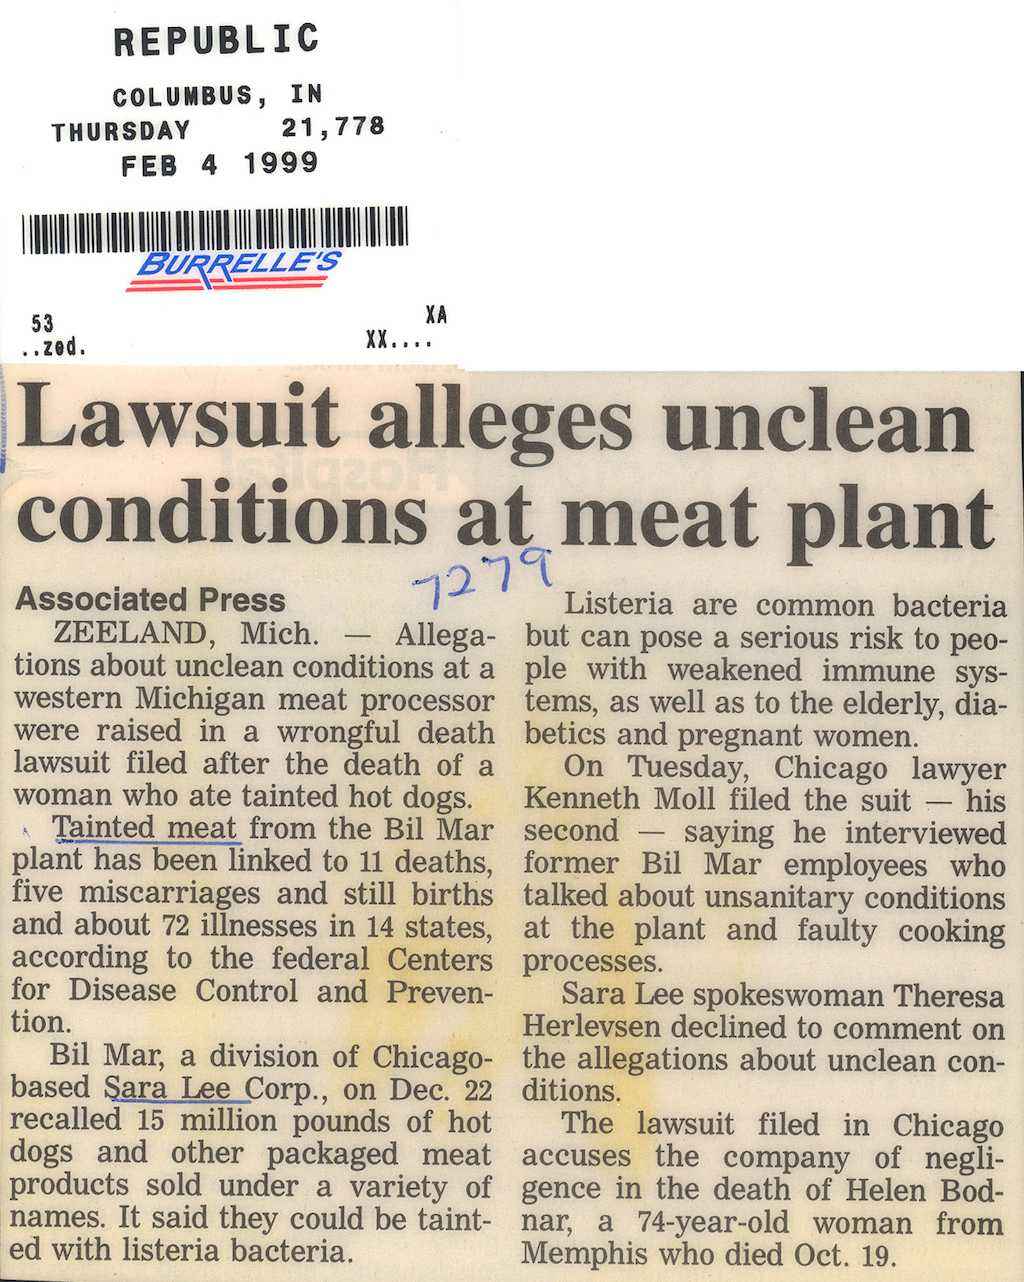 REPUBLIC
COLUMBUS, IN
THURSDAY 21,778
FEB 4 1999
BURRELLE'S
53 XA
..zed. XX....
Lawsuit alleges unclean
conditions at meat plant
7279
Associated Press
ZEELAND, Mich. — Allega-
tions about unclean conditions at a
western Michigan meat processor
were raised in a wrongful death
lawsuit filed after the death of a
woman who ate tainted hot dogs.
Tainted meat from the Bil Mar
plant has been linked to 11 deaths,
five miscarriages and still births
and about 72 illnesses in 14 states,
according to the federal Centers
for Disease Control and Preven-
tion.
Bil Mar, a division of Chicago-
based Sara Lee Corp., on Dec. 22
recalled 15 million pounds of hot
dogs and other packaged meat
products sold under a variety of
names. It said they could be taint-
ed with listeria bacteria.
Listeria are common bacteria
but can pose a serious risk to peo-
ple with weakened immune sys-
tems, as well as to the elderly, dia-
betics and pregnant women.
On Tuesday, Chicago lawyer
Kenneth Moll filed the suit — his
second — saying he interviewed
former Bil Mar employees who
talked about unsanitary conditions
at the plant and faulty cooking
processes.
Sara Lee spokeswoman Theresa
Herlevsen declined to comment on
the allegations about unclean con-
ditions.
The lawsuit filed in Chicago
accuses the company of negli-
gence in the death of Helen Bod-
nar, a 74-year-old woman from
Memphis who died Oct. 19.